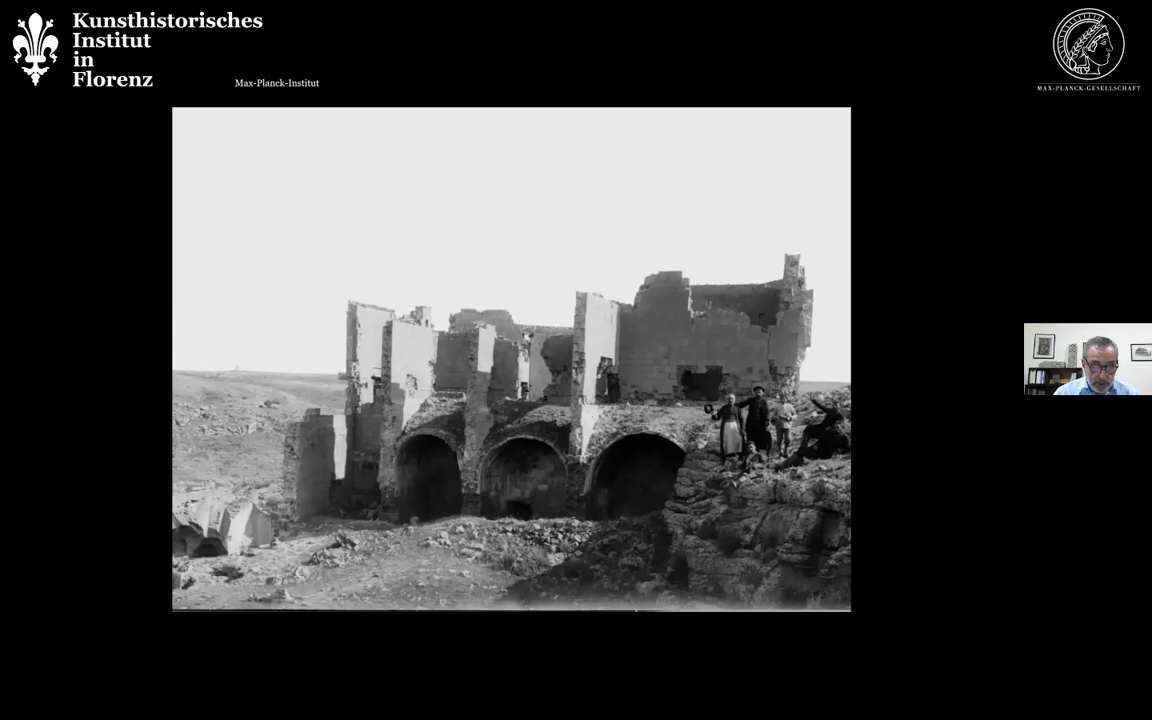 Kunsthistorisches
Institut
in
Florenz
Max-Planck-Institut
MAX-PLANCK-GESELLSCHAFT